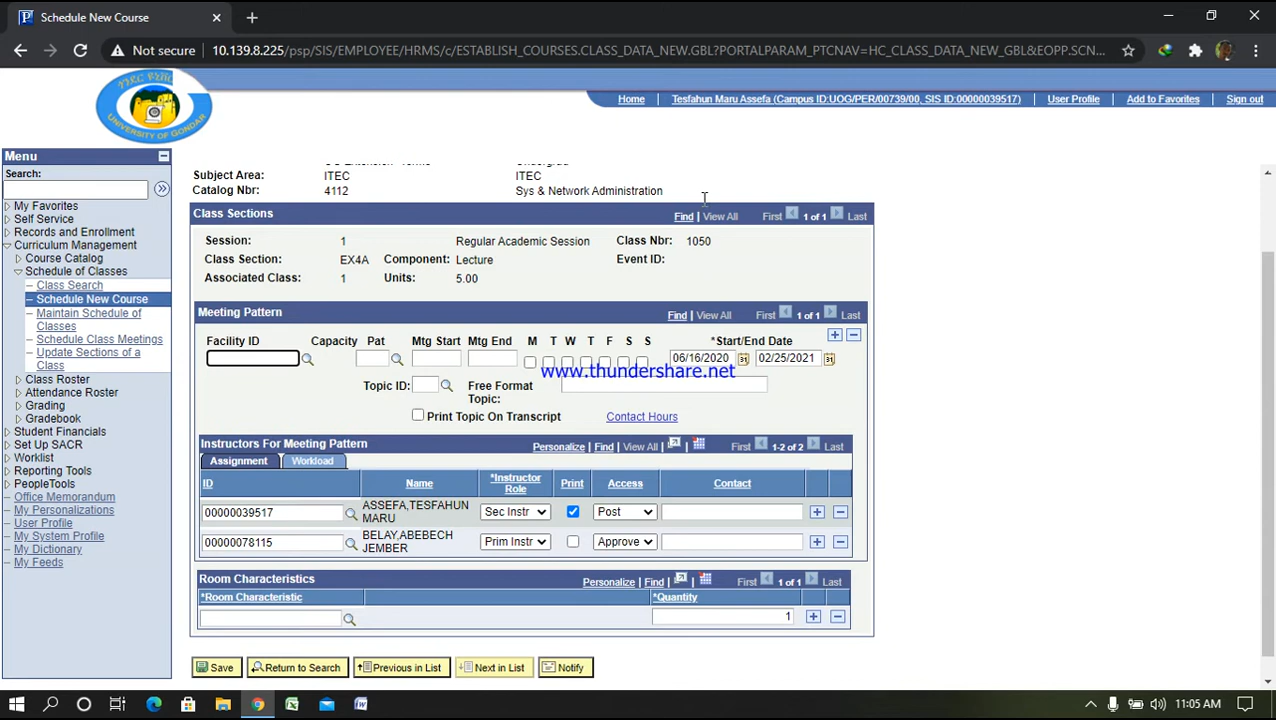 Schedule New Course
Not secure 10.139.8.225/psp/SIS/EMPLOYEE/HRMS/c/ESTABLISH_COURSES.CLASS_DATA_NEW.GBL?PORTALPARAM_PTCNAV=HC_CLASS_DATA_NEW_GBL&EOPP.SCN...
ጎንደር ዩኒቨርሲቲ
UNIVERSITY OF GONDAR
Home Tesfahun Maru Assefa (Campus ID:UOG/PER/00739/00, SIS ID:00000039517) User Profile Add to Favorites Sign out
Menu
Search:
My Favorites
Self Service
Records and Enrollment
Curriculum Management
Course Catalog
Schedule of Classes
Class Search
Schedule New Course
Maintain Schedule of
Classes
Schedule Class Meetings
Update Sections of a
Class
Class Roster
Attendance Roster
Grading
Gradebook
Student Financials
Set Up SACR
Worklist
Reporting Tools
PeopleTools
Office Memorandum
My Personalizations
User Profile
My System Profile
My Dictionary
My Feeds
Subject Area: ITEC ITEC
Catalog Nbr: 4112 Sys & Network Administration
Class Sections Find | View All First 1 of 1 Last
Session: 1 Regular Academic Session Class Nbr: 1050
Class Section: EX4A Component: Lecture Event ID:
Associated Class: 1 Units: 5.00
Meeting Pattern Find | View All First 1 of 1 Last
Facility ID Capacity Pat Mtg Start Mtg End M T W T F S S *Start/End Date
06/16/2020 02/25/2021
www.thundershare.net
Topic ID: Free Format
Topic:
Print Topic On Transcript Contact Hours
Instructors For Meeting Pattern Personalize | Find | View All | | First 1-2 of 2 Last
Assignment Workload
ID Name *Instructor
Role Print Access Contact
00000039517 ASSEFA,TESFAHUN
MARU Sec Instr Post
00000078115 BELAY,ABEBECH
JEMBER Prim Instr Approve
Room Characteristics Personalize | Find | | First 1 of 1 Last
*Room Characteristic *Quantity
1
Save Return to Search Previous in List Next in List Notify
11:05 AM